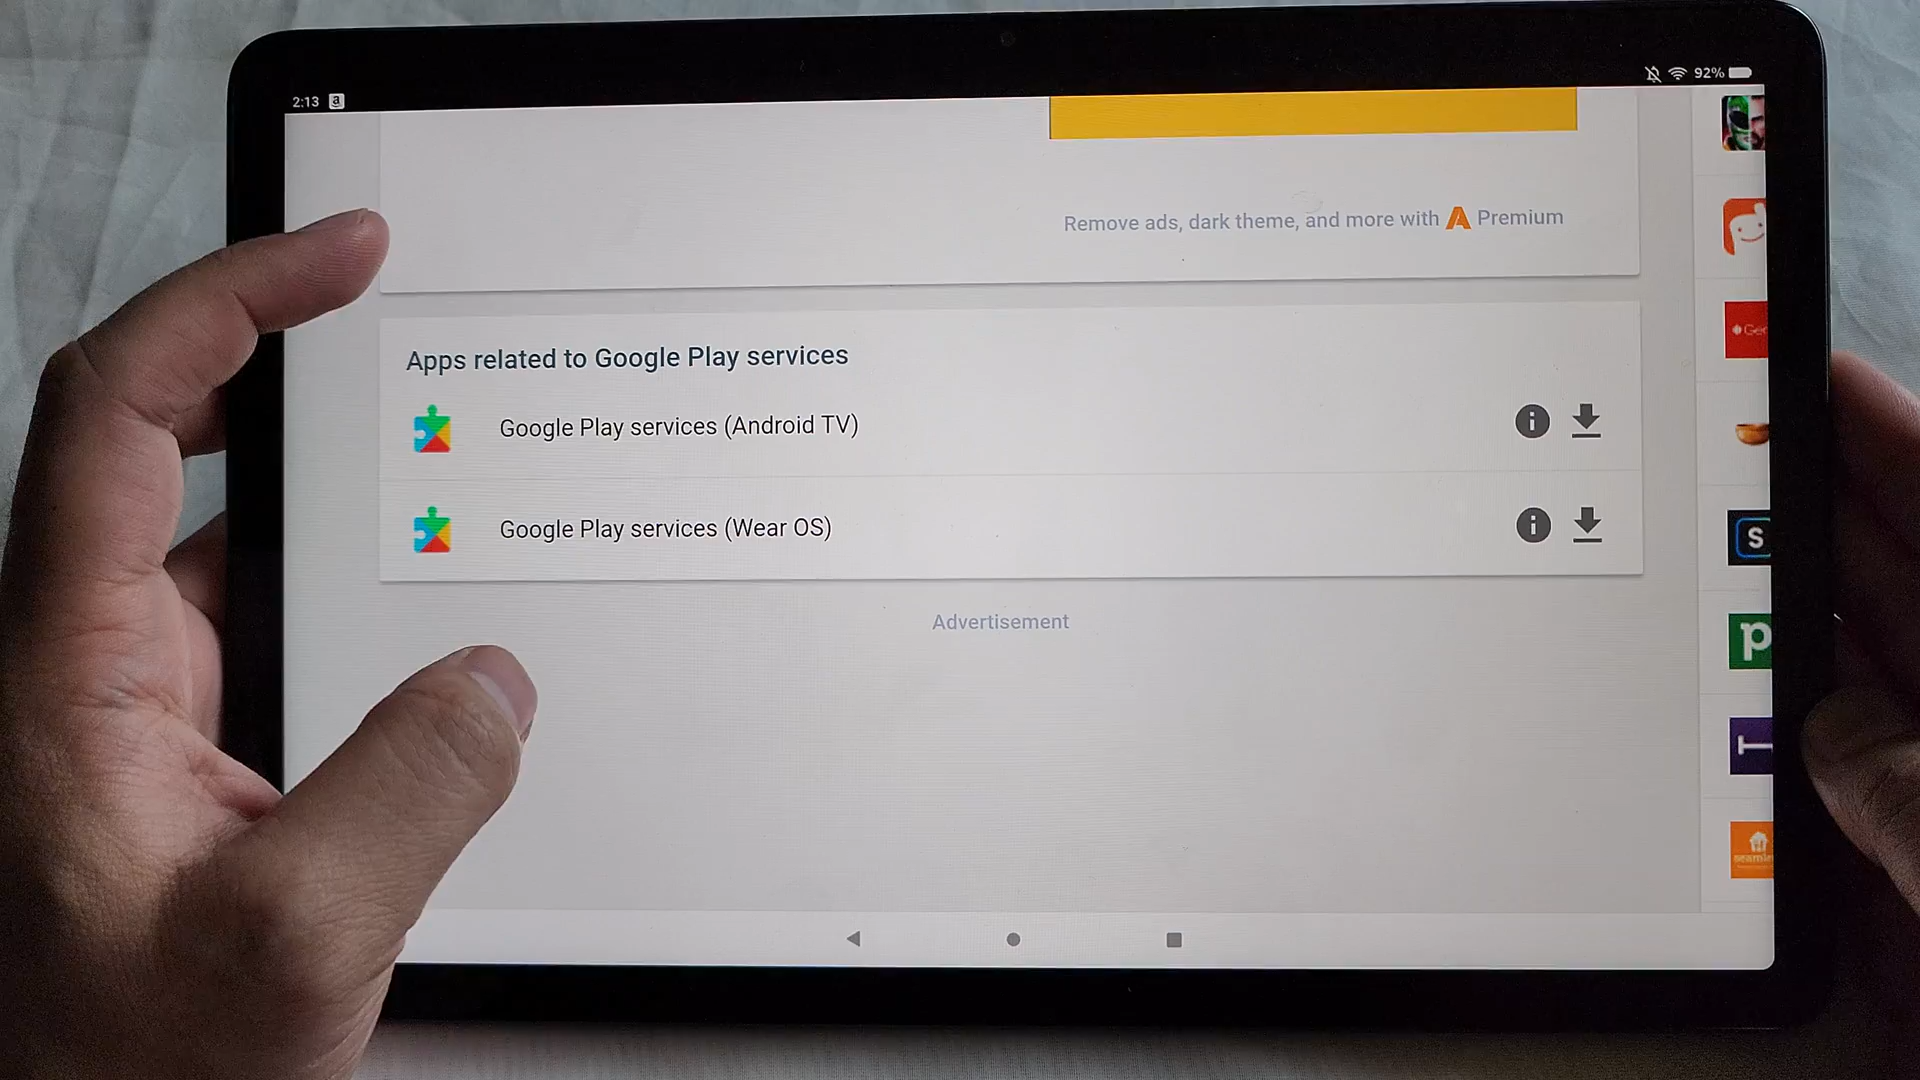 2:13
92%
Remove ads, dark theme, and more with Premium
Apps related to Google Play services
Google Play services (Android TV)
Google Play services (Wear OS)
Advertisement
S
p